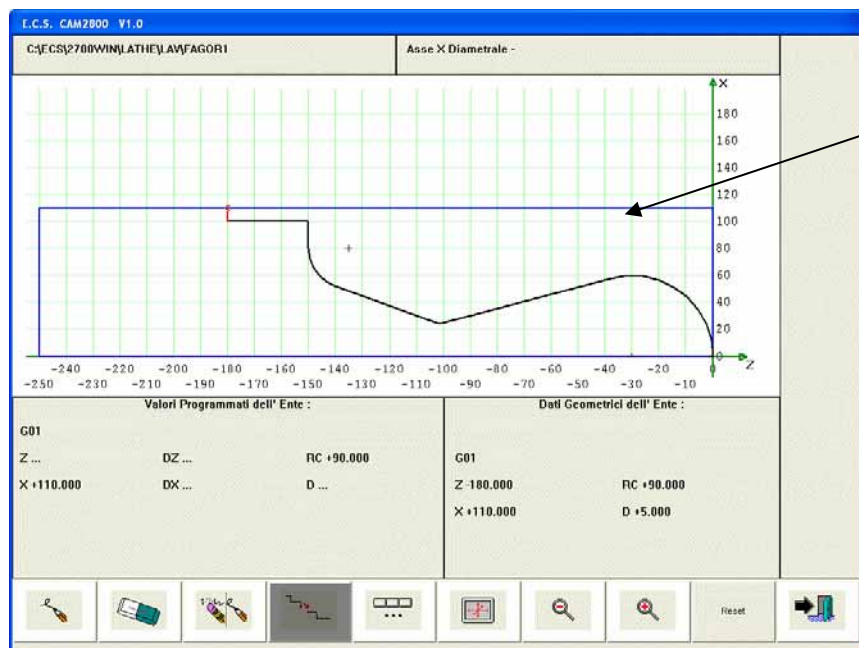 E.C.S. CAM2800 V1.0
C:\ECS\2700WIN\LATHE\LAV\FAGOR1
Asse X Diametrale -
X
180
160
140
120
100
80
60
40
20
0
-240 -220 -200 -180 -160 -140 -120 -100 -80 -60 -40 -20 0 Z
-250 -230 -210 -190 -170 -150 -130 -110 -90 -70 -50 -30 -10
Valori Programmati dell' Ente :
G01
Z ... DZ ... RC +90.000
X +110.000 DX ... D ...
Dati Geometrici dell' Ente :
G01
Z -180.000 RC +90.000
X +110.000 D +5.000
Reset